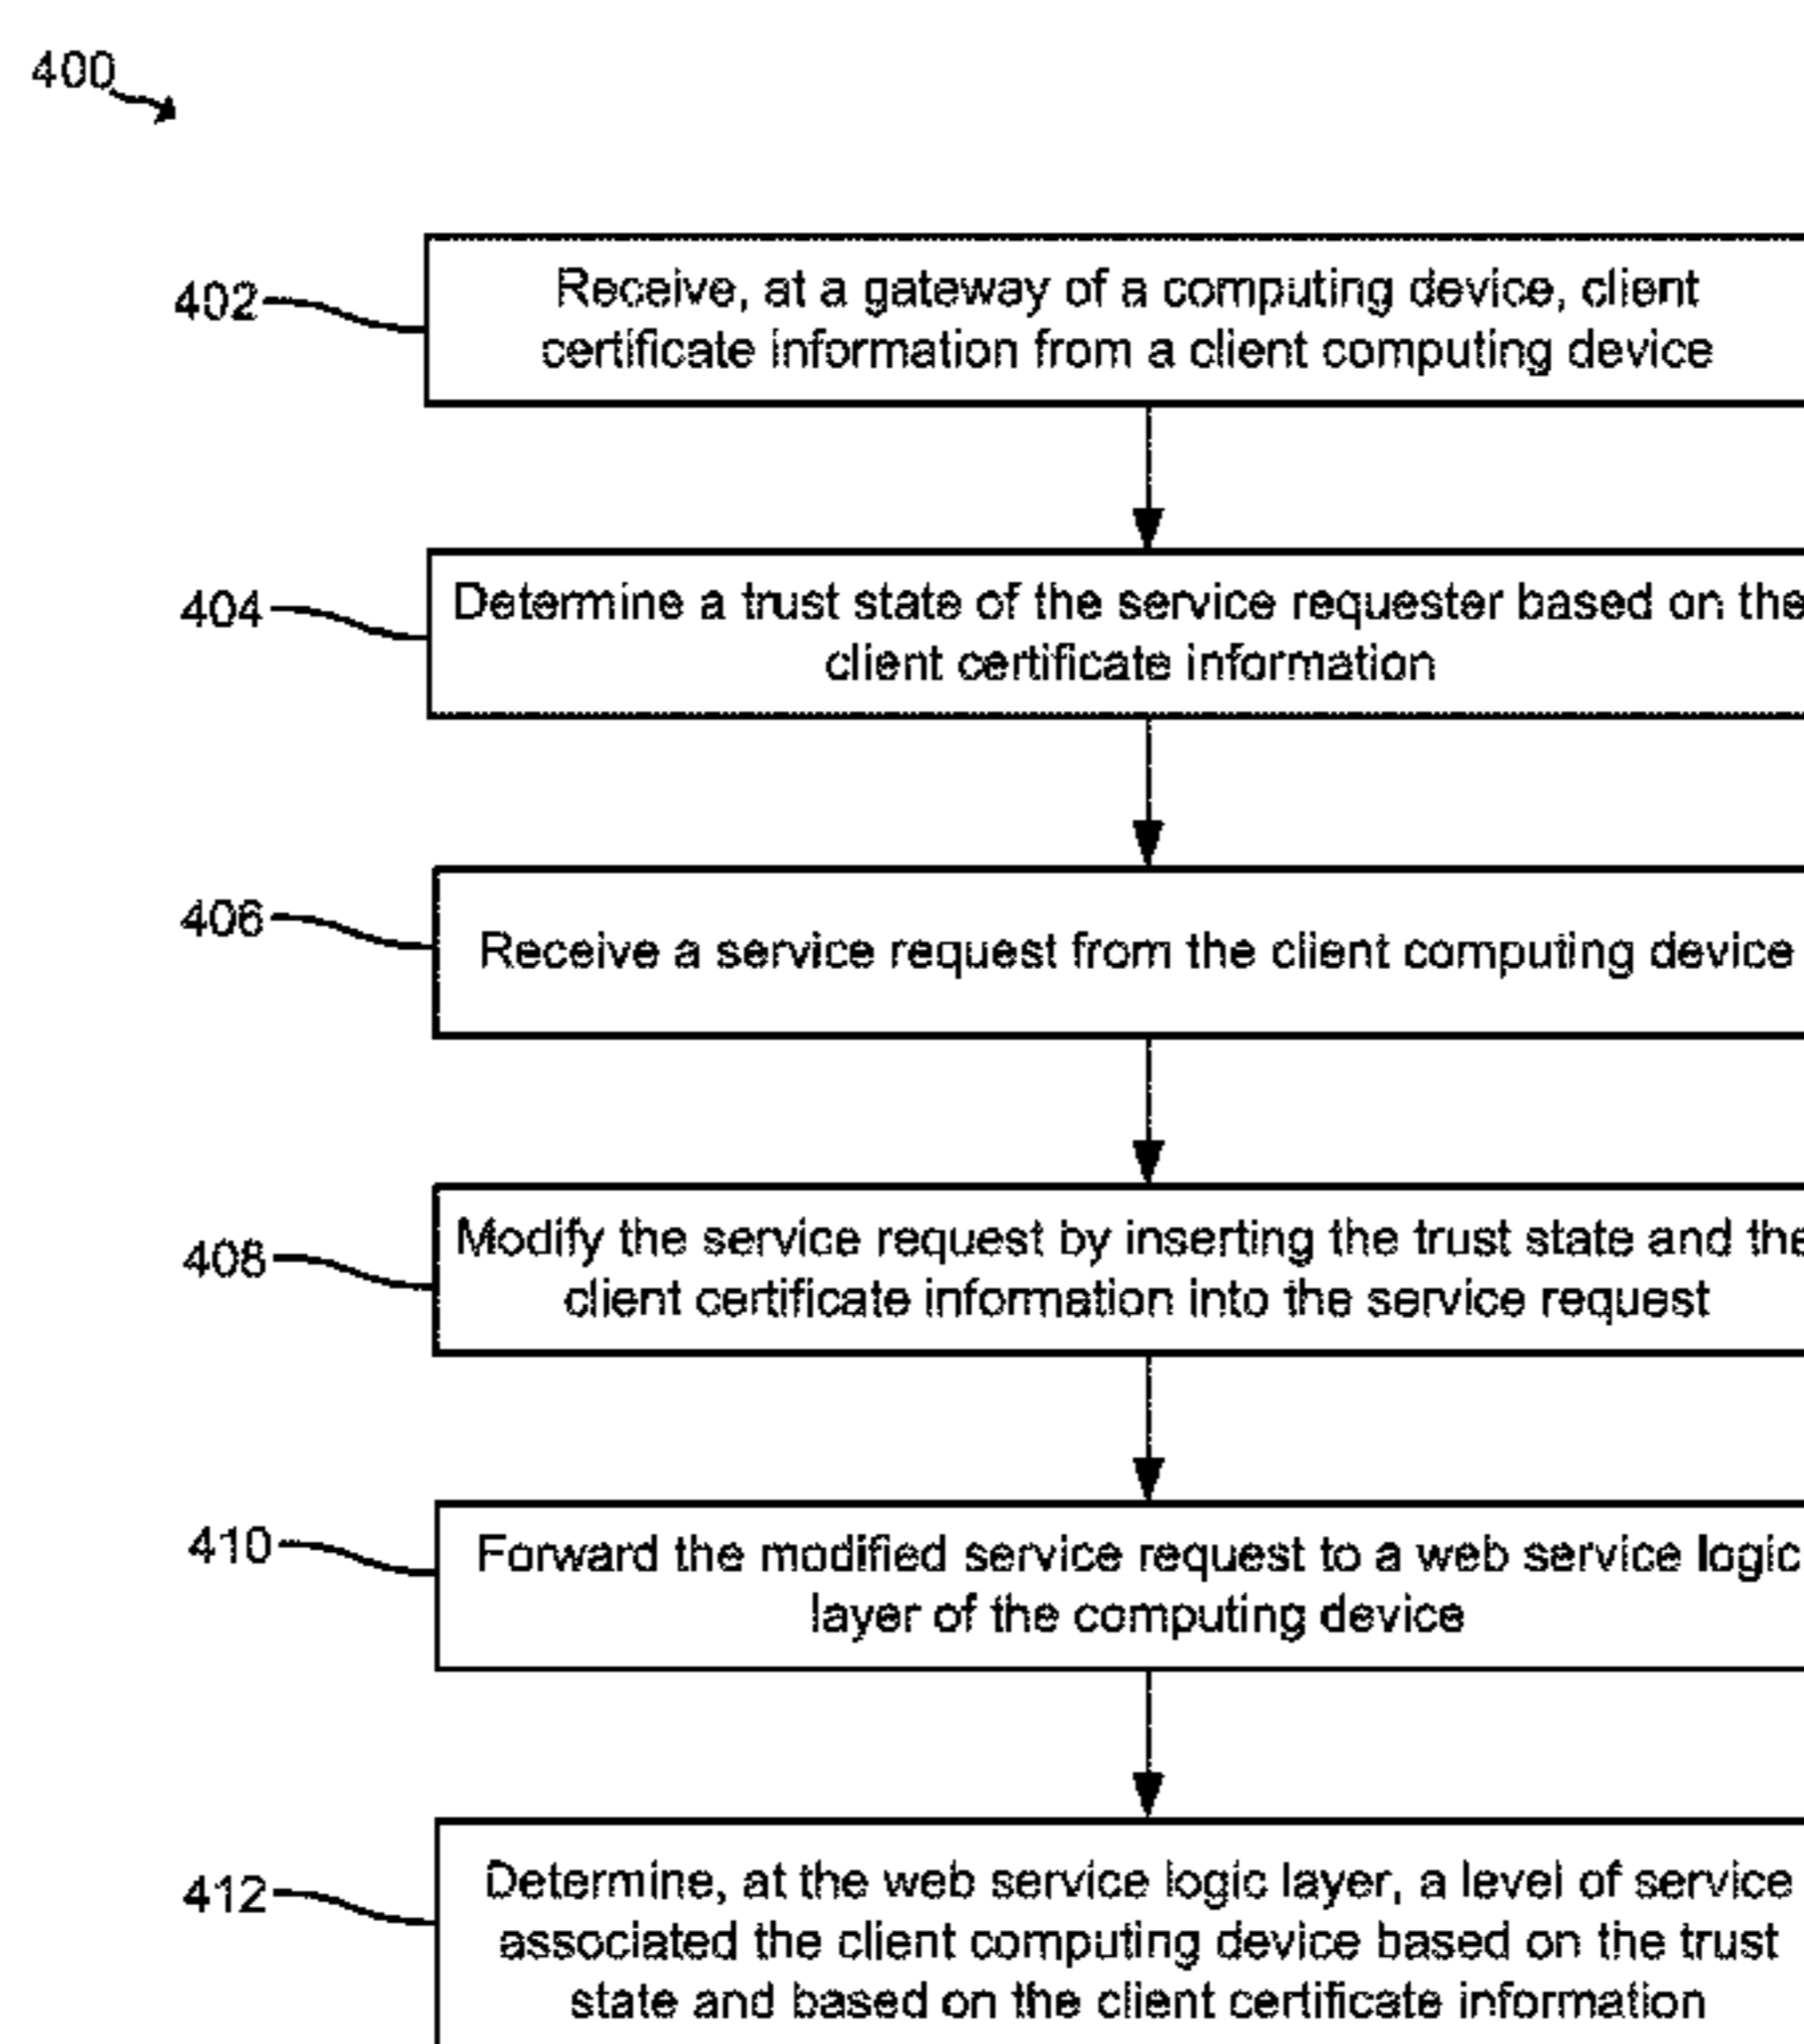 400
402
Receive, at a gateway of a computing device, client
certificate information from a client computing device
404
Determine a trust state of the service requester based on the
client certificate information
406
Receive a service request from the client computing device
408
Modify the service request by inserting the trust state and the
client certificate information into the service request
410
Forward the modified service request to a web service logic
layer of the computing device
412
Determine, at the web service logic layer, a level of service
associated the client computing device based on the trust
state and based on the client certificate information